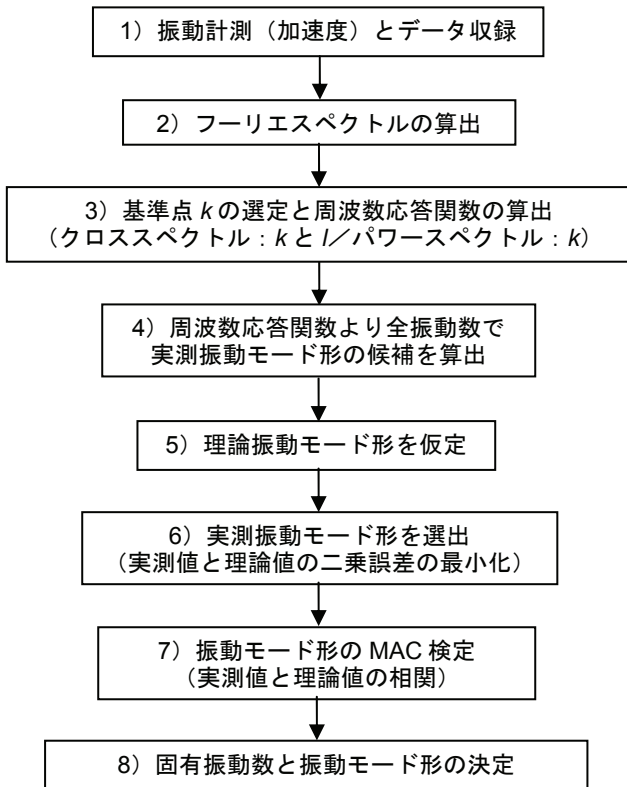 1）振動計測（加速度）とデータ収録
2）フーリエスペクトルの算出
3）基準点 k の選定と周波数応答関数の算出
（クロススペクトル：k と l／パワースペクトル：k）
4）周波数応答関数より全振動数で
実測振動モード形の候補を算出
5）理論振動モード形を仮定
6）実測振動モード形を選出
（実測値と理論値の二乗誤差の最小化）
7）振動モード形の MAC 検定
（実測値と理論値の相関）
8）固有振動数と振動モード形の決定